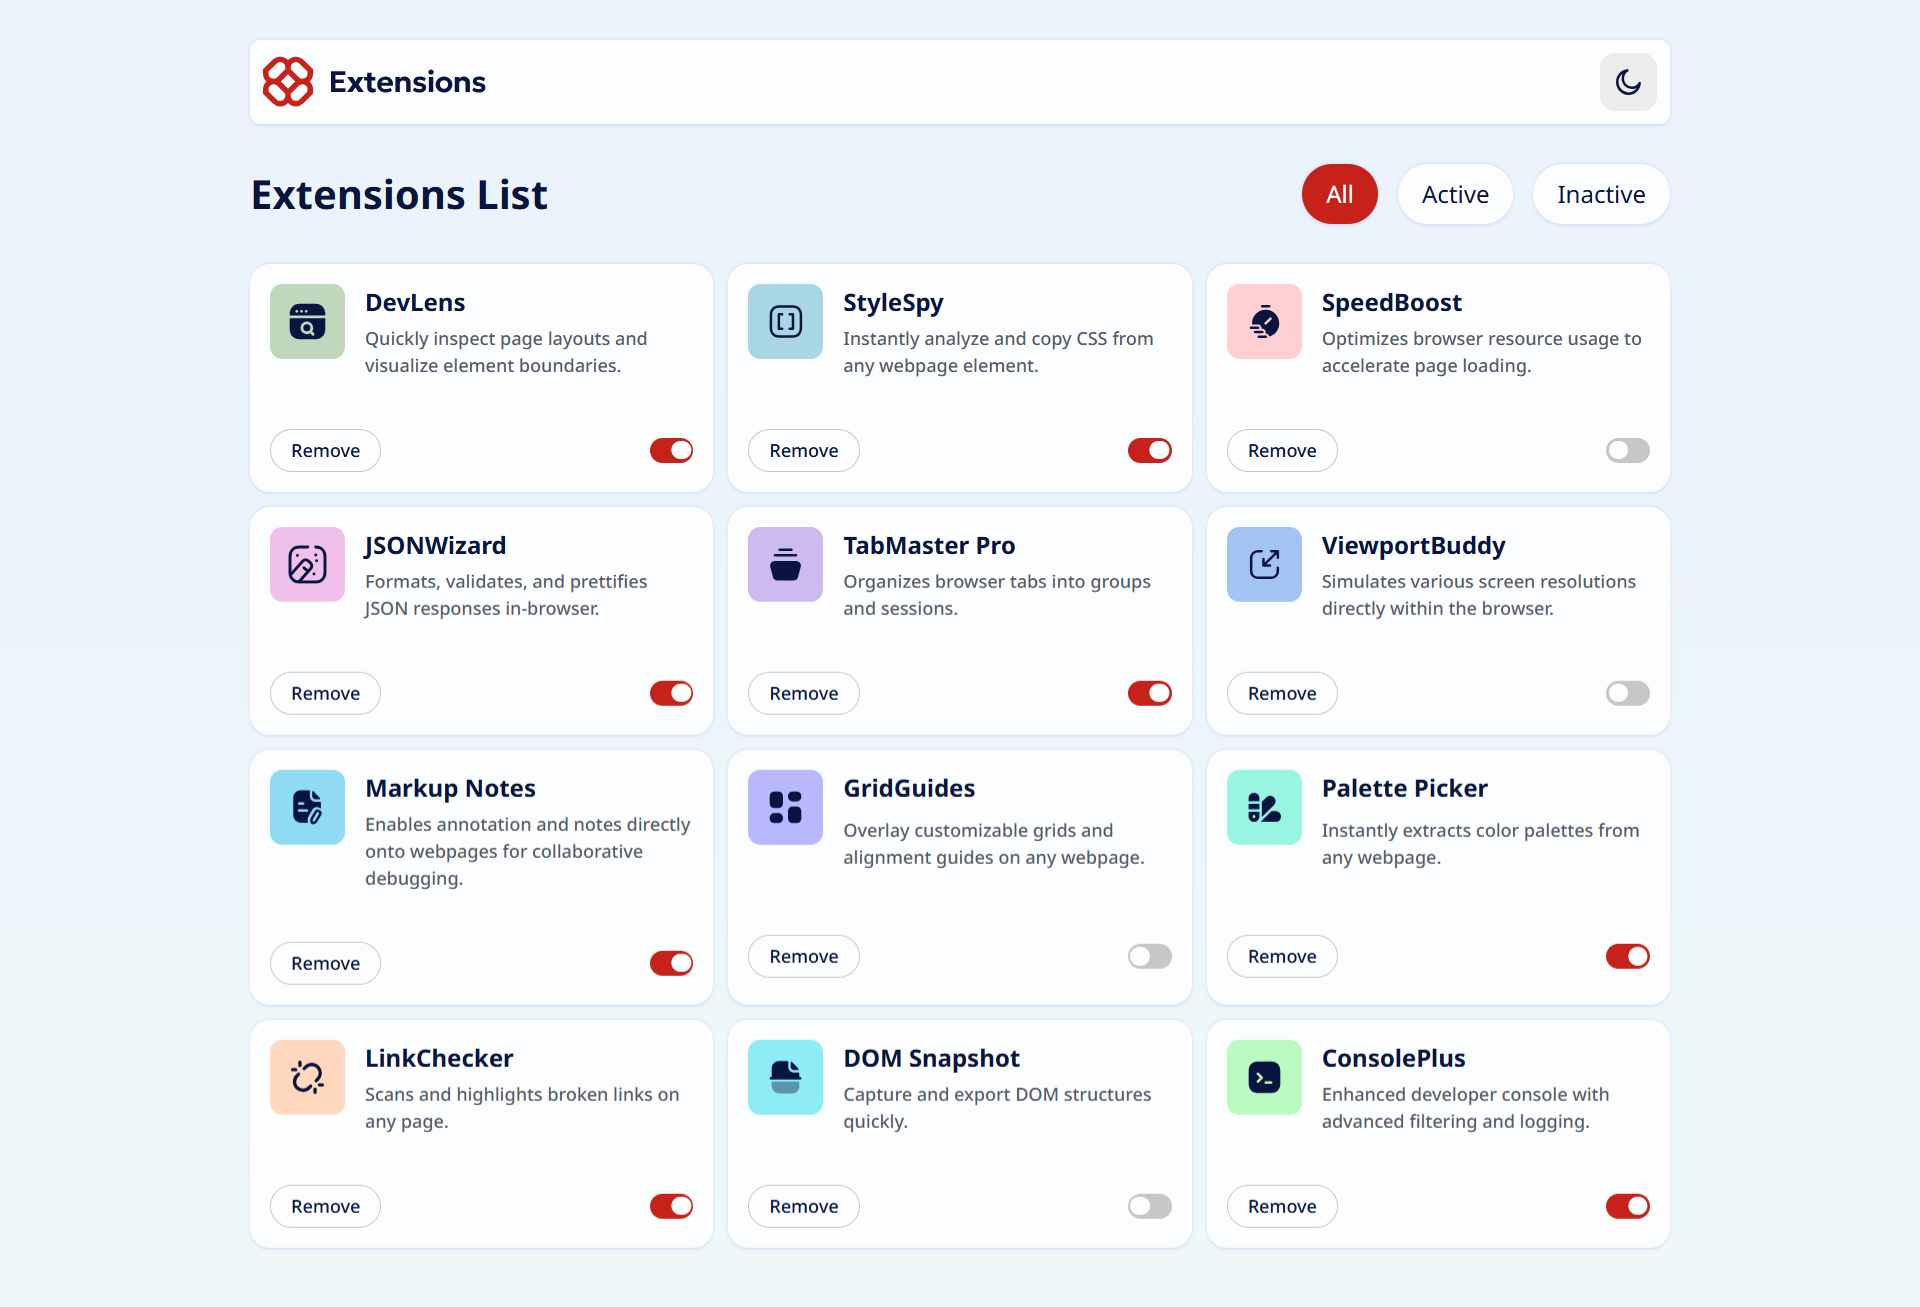 Extensions
Extensions List
All
Active
Inactive
DevLens
Quickly inspect page layouts and
visualize element boundaries.
Remove
StyleSpy
Instantly analyze and copy CSS from
any webpage element.
Remove
SpeedBoost
Optimizes browser resource usage to
accelerate page loading.
Remove
JSONWizard
Formats, validates, and prettifies
JSON responses in-browser.
Remove
TabMaster Pro
Organizes browser tabs into groups
and sessions.
Remove
ViewportBuddy
Simulates various screen resolutions
directly within the browser.
Remove
Markup Notes
Enables annotation and notes directly
onto webpages for collaborative
debugging.
Remove
GridGuides
Overlay customizable grids and
alignment guides on any webpage.
Remove
Palette Picker
Instantly extracts color palettes from
any webpage.
Remove
LinkChecker
Scans and highlights broken links on
any page.
Remove
DOM Snapshot
Capture and export DOM structures
quickly.
Remove
ConsolePlus
Enhanced developer console with
advanced filtering and logging.
Remove